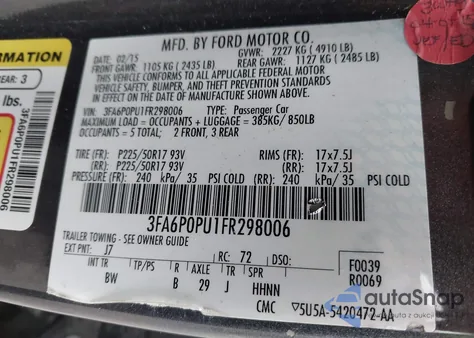 MFD. BY FORD MOTOR CO.
DATE: 02/15 GVWR: 2227 KG ( 4910 LB)
FRONT GAWR: 1105 KG ( 2435 LB) REAR GAWR: 1127 KG ( 2485 LB)
THIS VEHICLE CONFORMS TO ALL APPLICABLE FEDERAL MOTOR
VEHICLE SAFETY, BUMPER, AND THEFT PREVENTION STANDARDS
IN EFFECT ON THE DATE OF MANUFACTURE SHOWN ABOVE.
VIN: 3FA6P0PU1FR298006 TYPE: Passenger Car
MAXIMUM LOAD = OCCUPANTS + LUGGAGE = 385KG / 850LB
OCCUPANTS = 5 TOTAL; 2 FRONT, 3 REAR
TIRE (FR): P225/50R17 93V RIMS (FR): 17x7.5J
(RR): P225/50R17 93V (RR): 17x7.5J
PRESSURE (FR): 240 kPa/ 35 PSI COLD (RR): 240 kPa/ 35 PSI COLD
3FA6P0PU1FR298006
TRAILER TOWING - SEE OWNER GUIDE
EXT PNT: J7 RC: 72 DSO: F0039
INT TR TP/PS R AXLE TR SPR R0069
BW B 29 J HHNN
CMC 5U5A-5420472-AA
FORMATION
REAR: 3
lbs.
3FA6P0PU1FR298006
autoSnap